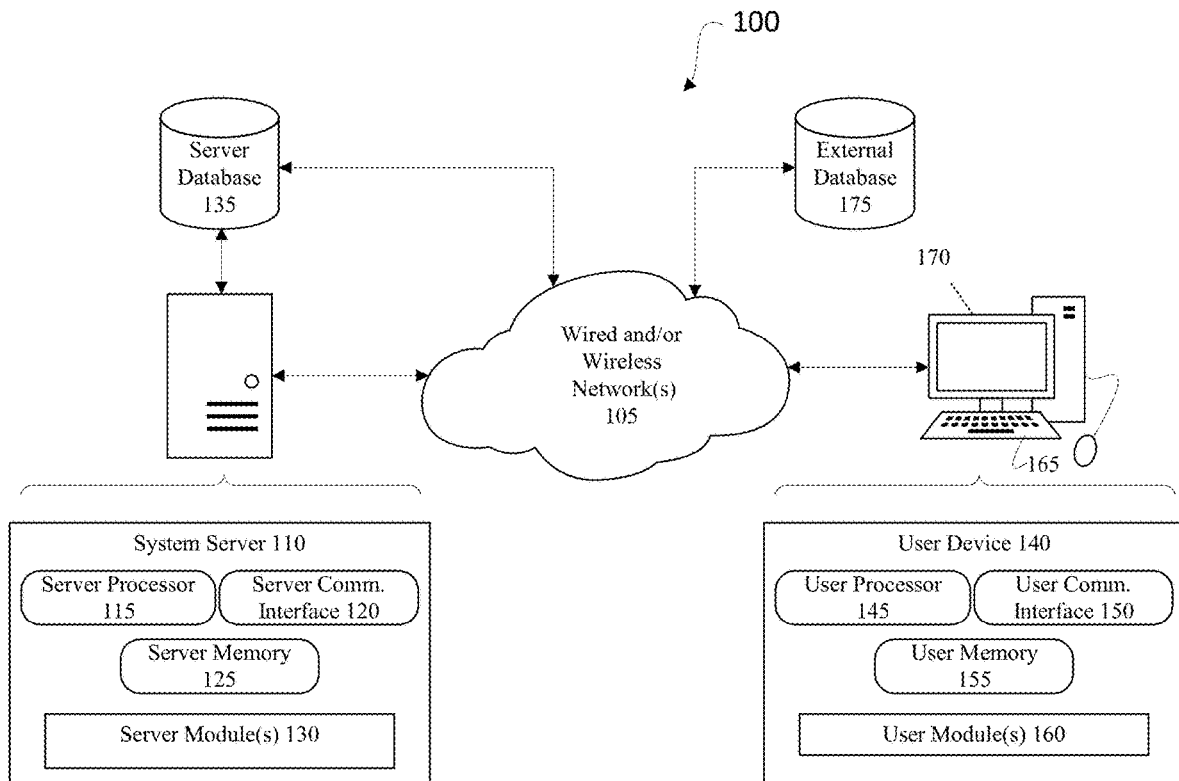 100
Server
Database
135
External
Database
175
170
Wired and/or
Wireless
Network(s)
105
165
System Server 110
Server Processor
115
Server Comm.
Interface 120
Server Memory
125
Server Module(s) 130
User Device 140
User Processor
145
User Comm.
Interface 150
User Memory
155
User Module(s) 160